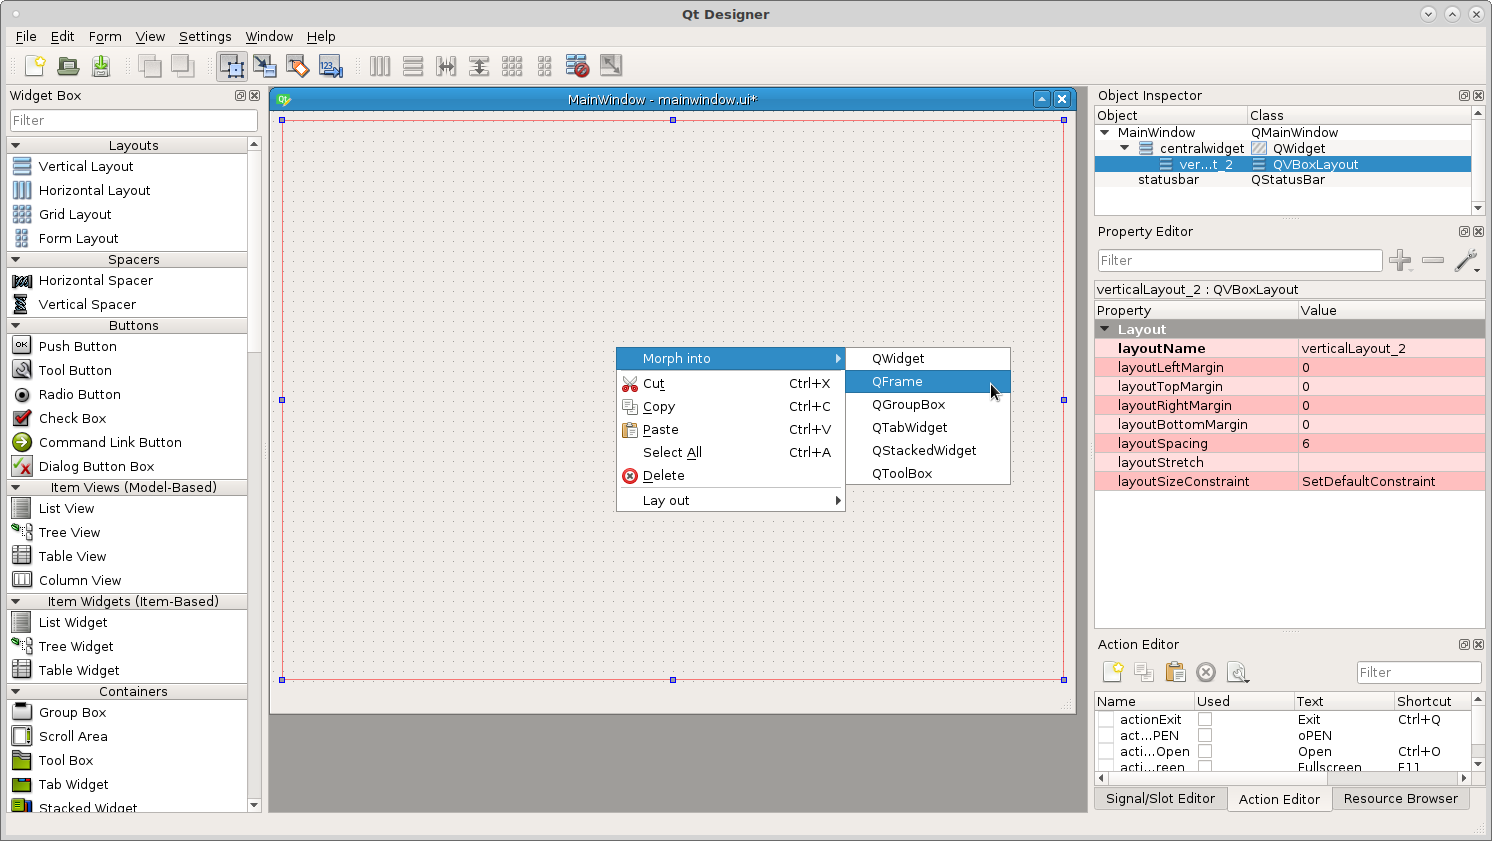 Qt Designer
File Edit Form View Settings Window Help
Widget Box
Filter
Layouts
Vertical Layout
Horizontal Layout
Grid Layout
Form Layout
Spacers
Horizontal Spacer
Vertical Spacer
Buttons
OK Push Button
Tool Button
Radio Button
Check Box
Command Link Button
Dialog Button Box
Item Views (Model-Based)
List View
Tree View
Table View
Column View
Item Widgets (Item-Based)
List Widget
Tree Widget
Table Widget
Containers
Group Box
Scroll Area
Tool Box
Tab Widget
Stacked Widget
MainWindow - mainwindow.ui*
Morph into
Cut Ctrl+X
Copy Ctrl+C
Paste Ctrl+V
Select All Ctrl+A
Delete
Lay out
QWidget
QFrame
QGroupBox
QTabWidget
QStackedWidget
QToolBox
Object Inspector
Object Class
MainWindow QMainWindow
centralwidget QWidget
ver...t_2 QVBoxLayout
statusbar QStatusBar
Property Editor
Filter
verticalLayout_2 : QVBoxLayout
Property Value
Layout
layoutName verticalLayout_2
layoutLeftMargin 0
layoutTopMargin 0
layoutRightMargin 0
layoutBottomMargin 0
layoutSpacing 6
layoutStretch
layoutSizeConstraint SetDefaultConstraint
Action Editor
Filter
Name Used Text Shortcut
actionExit Exit Ctrl+Q
act...PEN oPEN
acti...Open Open Ctrl+O
acti...reen Fullscreen F11
Signal/Slot Editor Action Editor Resource Browser